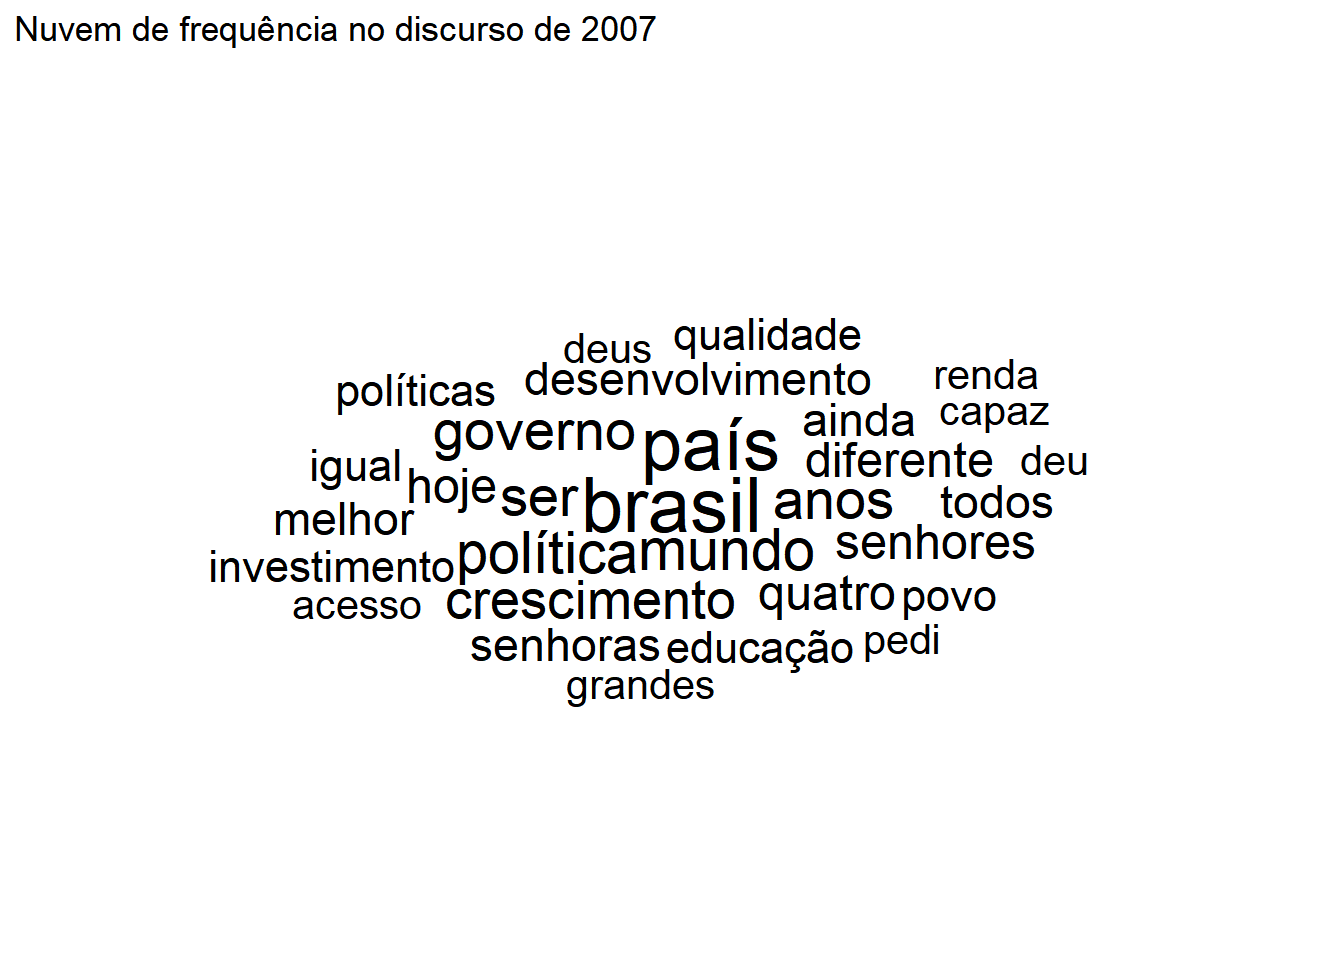 Nuvem de frequência no discurso de 2007
deus qualidade
políticas desenvolvimento renda
governo país ainda capaz
igual hoje ser brasil anos diferente deu
melhor todos
investimento política mundo senhores
acesso crescimento quatro povo
senhoras educação pedi
grandes